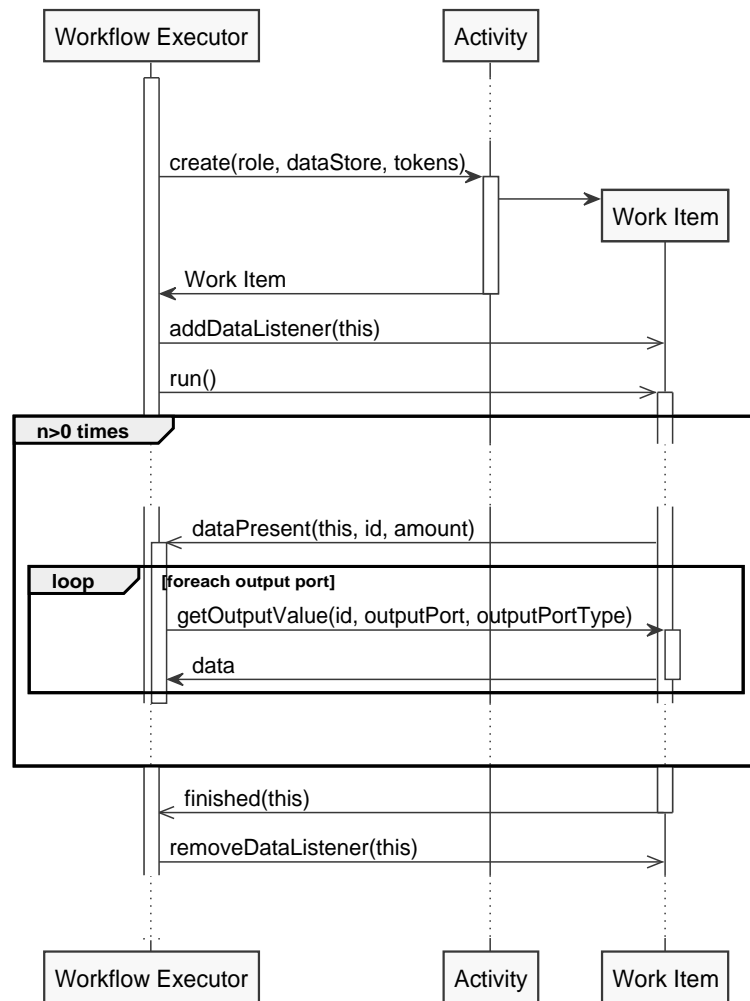 Workflow Executor
Activity
create(role, dataStore, tokens)
Work Item
Work Item
addDataListener(this)
run()
n>0 times
dataPresent(this, id, amount)
loop
[foreach output port]
getOutputValue(id, outputPort, outputPortType)
data
finished(this)
removeDataListener(this)
Workflow Executor
Activity
Work Item